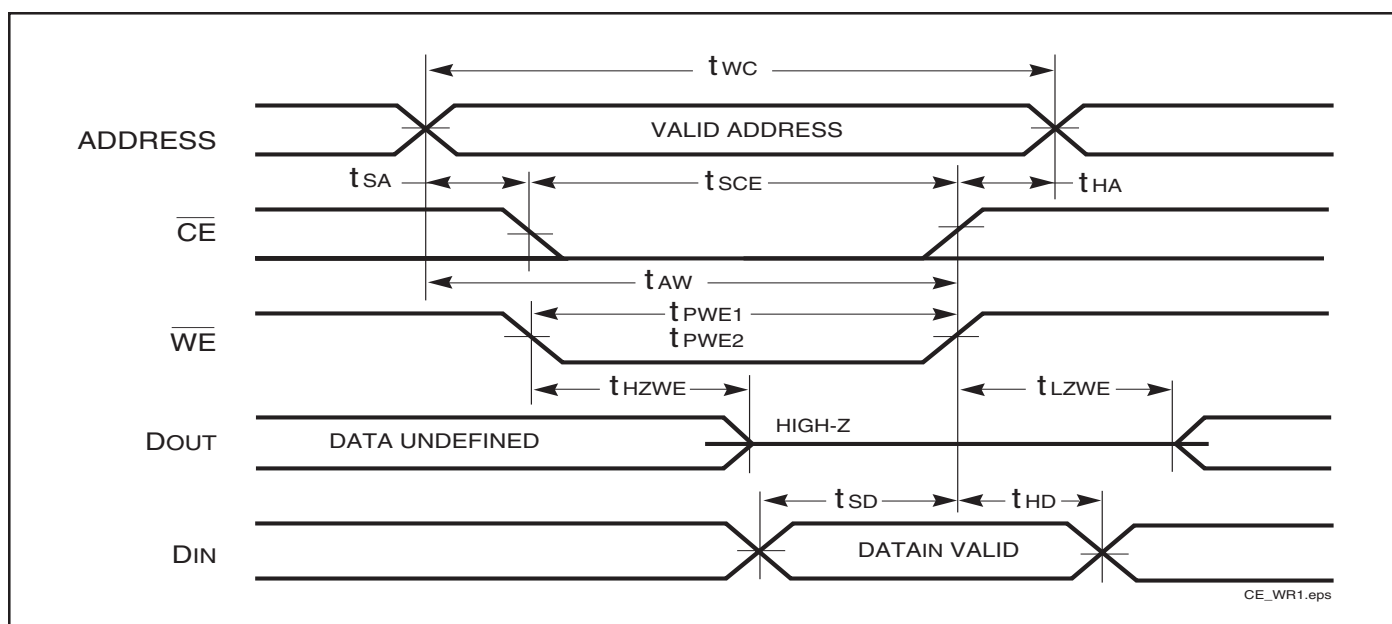 tWC
ADDRESS
VALID ADDRESS
tSA
tSCE
tHA
CE
tAW
tPWE1
WE
tPWE2
tHZWE
tLZWE
DOUT
DATA UNDEFINED
HIGH-Z
tSD
tHD
DIN
DATAIN VALID
CE_WR1.eps